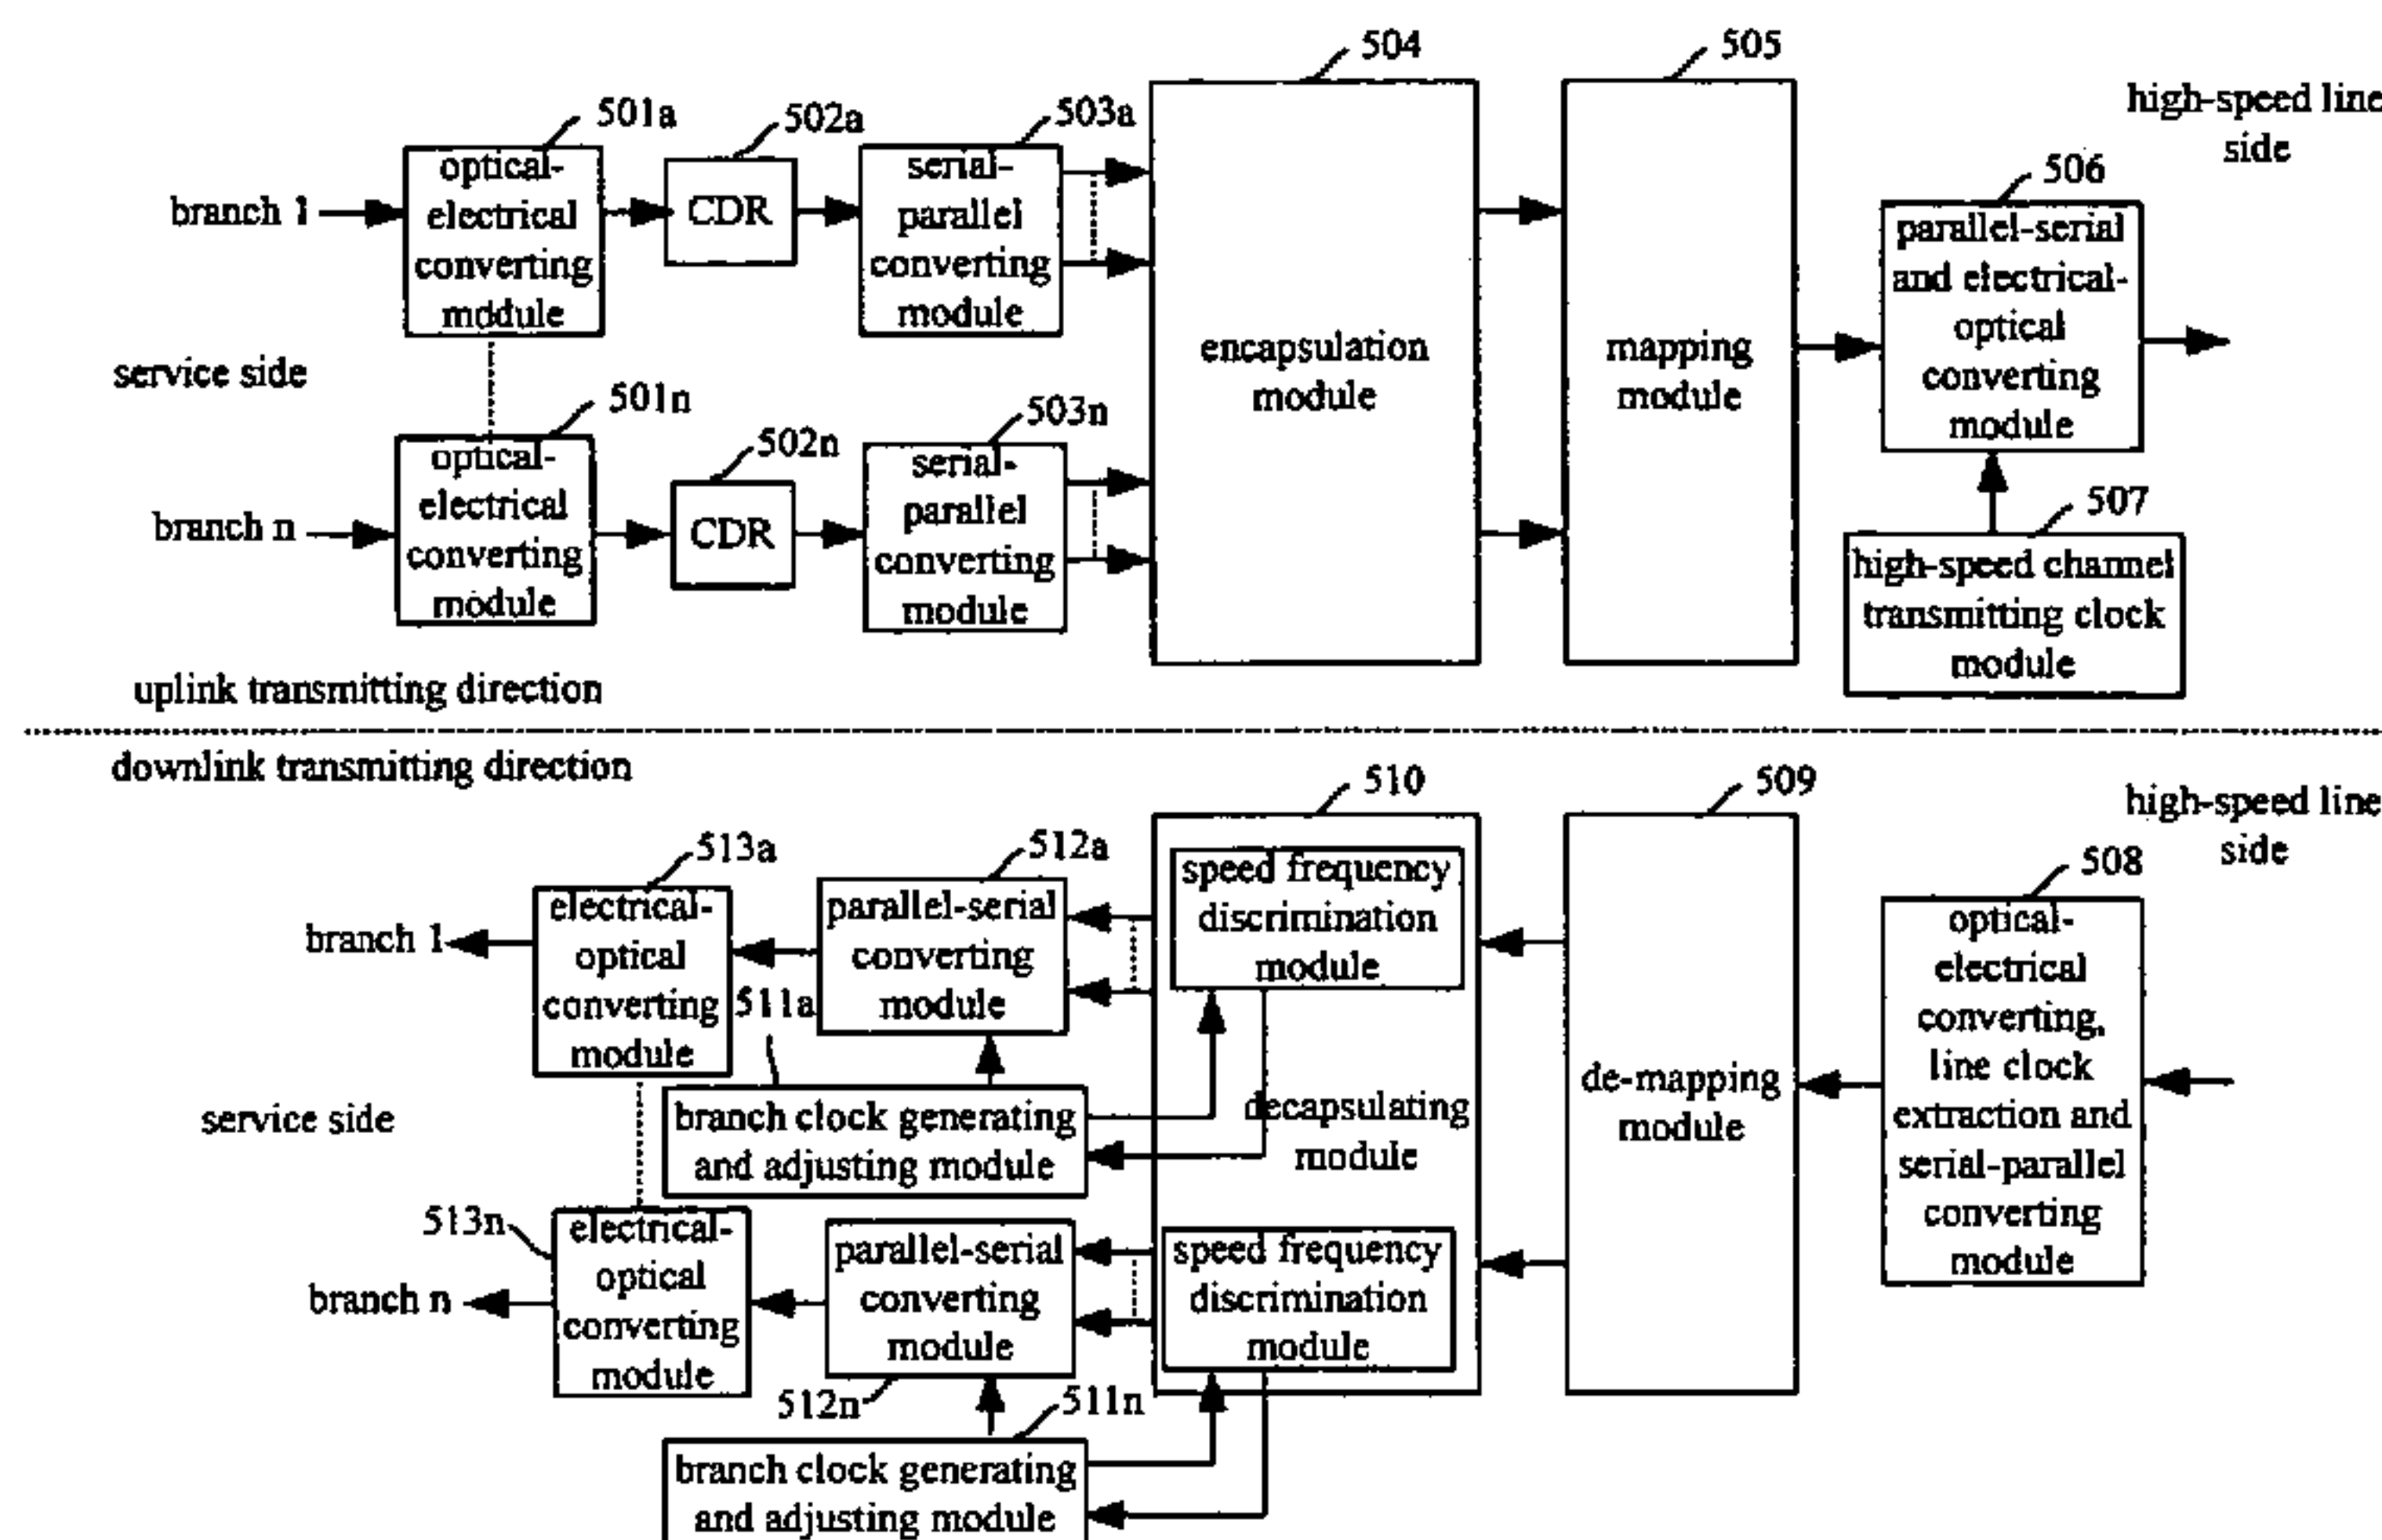 504
505
high-speed line
side
501a
502a
503a
506
branch 1
optical-
electrical
converting
module
CDR
serial-
parallel
converting
module
encapsulation
module
mapping
module
parallel-serial
and electrical-
optical
converting
module
service side
501n
502n
503n
507
branch n
optical-
electrical
converting
module
CDR
serial-
parallel
converting
module
high-speed channel
transmitting clock
module
uplink transmitting direction
downlink transmitting direction
510
509
high-speed line
side
513a
512a
508
branch 1
electrical-
optical
converting
module
parallel-serial
converting
module
speed frequency
discrimination
module
511a
branch clock generating
and adjusting module
decapsulating
module
de-mapping
module
optical-
electrical
converting,
line clock
extraction and
serial-parallel
converting
module
service side
513n
branch n
electrical-
optical
converting
module
parallel-serial
converting
module
speed frequency
discrimination
module
512n
511n
branch clock generating
and adjusting module